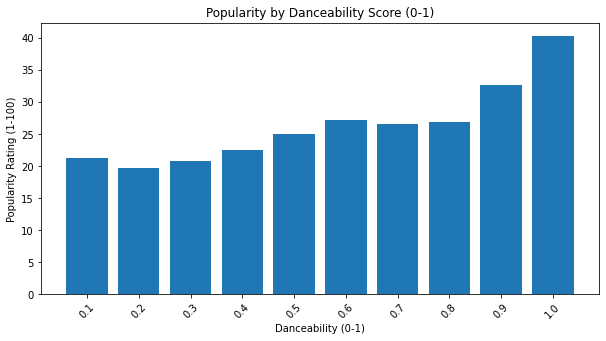 Popularity by Danceability Score (0-1)
Popularity Rating (1-100)
40
35
30
25
20
15
10
5
0
0.1 0.2 0.3 0.4 0.5 0.6 0.7 0.8 0.9 1.0
Danceability (0-1)